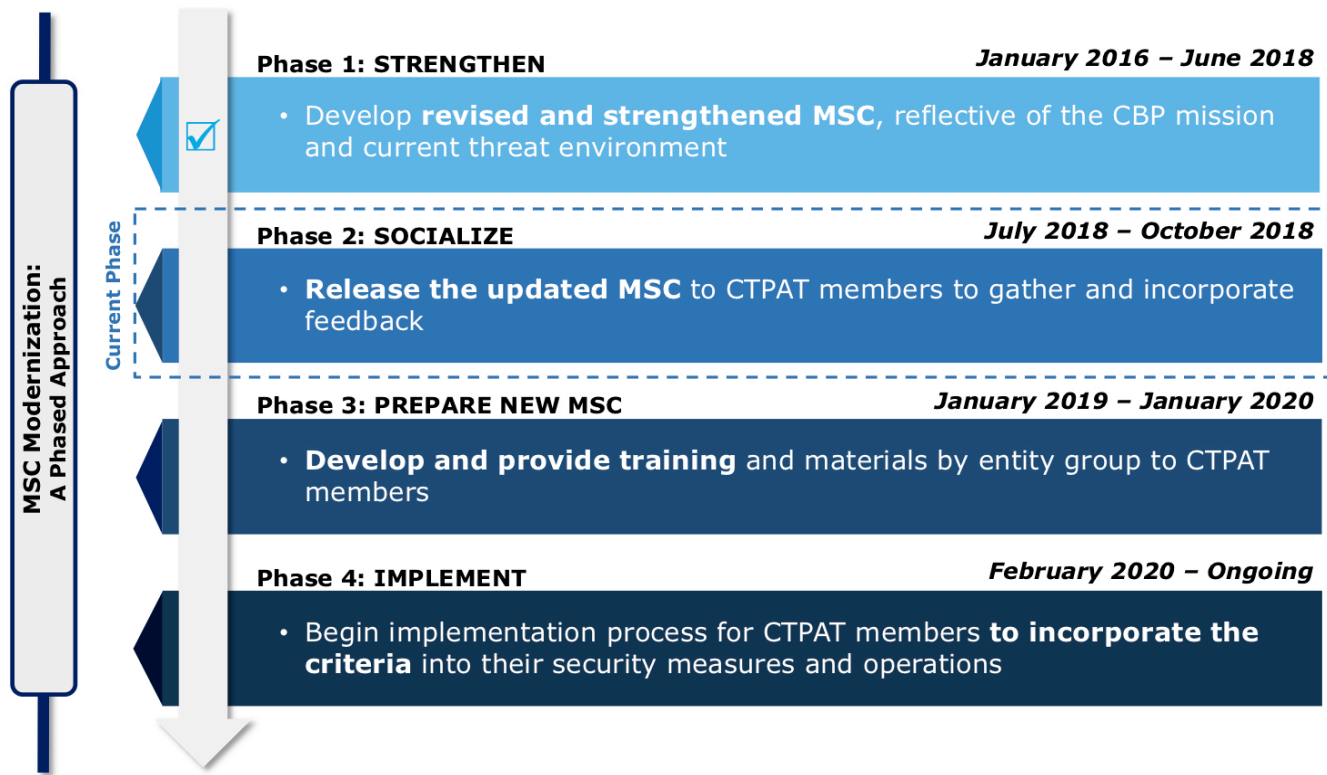 MSC Modernization:
A Phased Approach
Phase 1: STRENGTHEN
January 2016 – June 2018
• Develop revised and strengthened MSC, reflective of the CBP mission
and current threat environment
Current Phase
Phase 2: SOCIALIZE
July 2018 – October 2018
• Release the updated MSC to CTPAT members to gather and incorporate
feedback
Phase 3: PREPARE NEW MSC
January 2019 – January 2020
• Develop and provide training and materials by entity group to CTPAT
members
Phase 4: IMPLEMENT
February 2020 – Ongoing
• Begin implementation process for CTPAT members to incorporate the
criteria into their security measures and operations